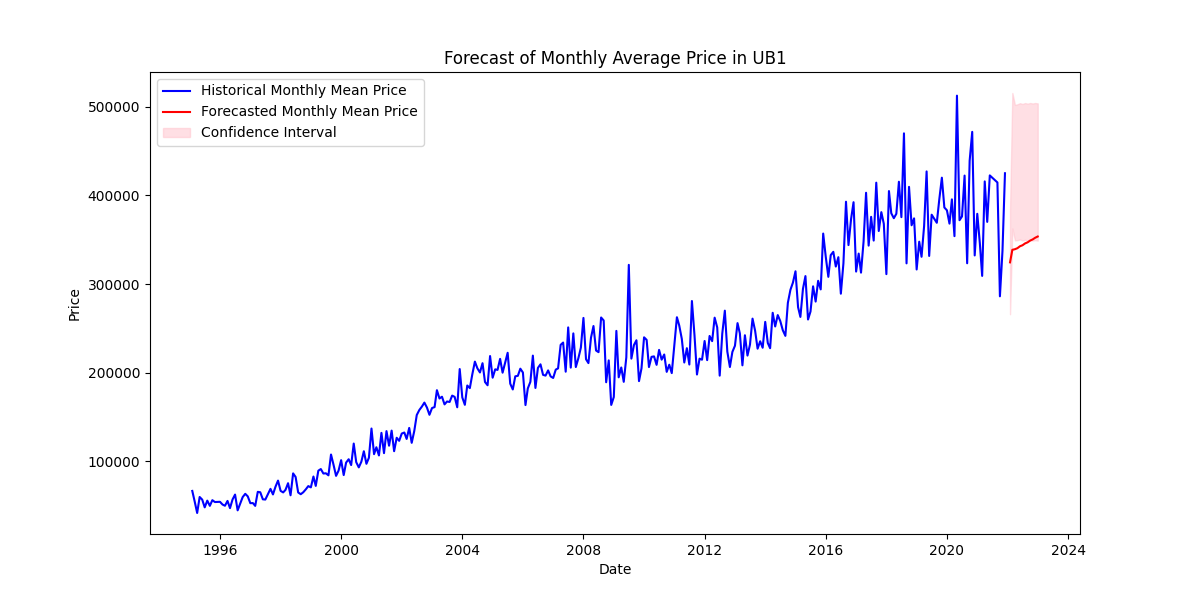 Forecast of Monthly Average Price in UB1
Historical Monthly Mean Price
Forecasted Monthly Mean Price
Confidence Interval
500000
400000
300000
200000
100000
Price
1996
2000
2004
2008
2012
2016
2020
2024
Date